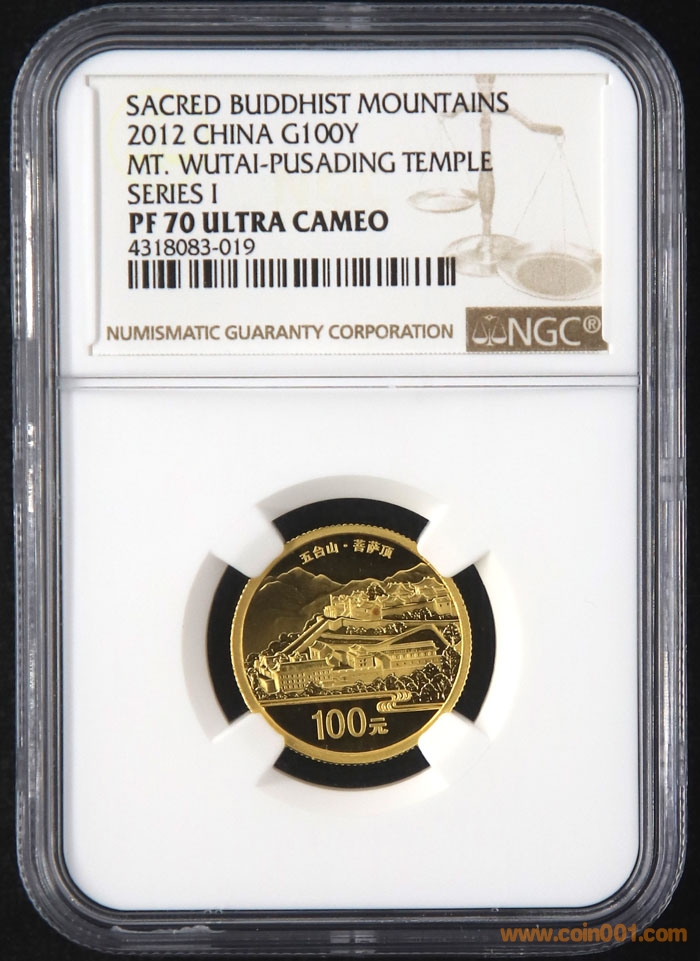 SACRED BUDDHIST MOUNTAINS
2012 CHINA G100Y
MT. WUTAI-PUSADING TEMPLE
SERIES I
PF 70 ULTRA CAMEO
4318083-019
NUMISMATIC GUARANTY CORPORATION NGC®
五台山·菩萨顶
100元
www.coin001.com